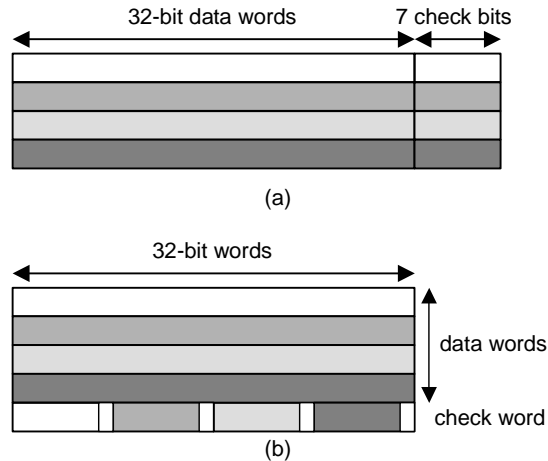 32-bit data words 7 check bits
(a)
32-bit words
data words
check word
(b)